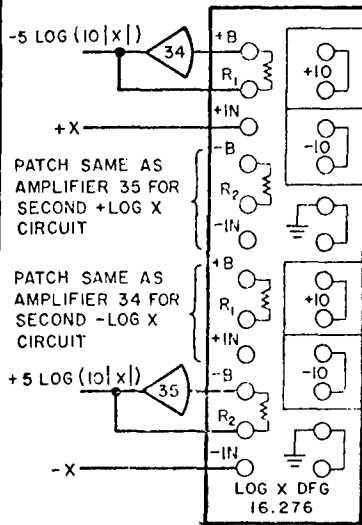 -5 LOG (10|X|)
34
+B
R1
+10
+IN
+X
-10
-B
PATCH SAME AS
AMPLIFIER 35 FOR
SECOND +LOG X
CIRCUIT
R2
-IN
+B
PATCH SAME AS
AMPLIFIER 34 FOR
SECOND -LOG X
CIRCUIT
R1
+10
+IN
+5 LOG (10|X|)
35
-B
-10
R2
-IN
-X
LOG X DFG
16.276